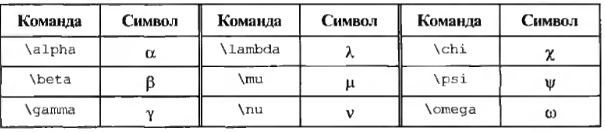 Команда Символ Команда Символ Команда Символ
\alpha α \lambda λ \chi χ
\beta β \mu μ \psi ψ
\gamma γ \nu ν \omega ω